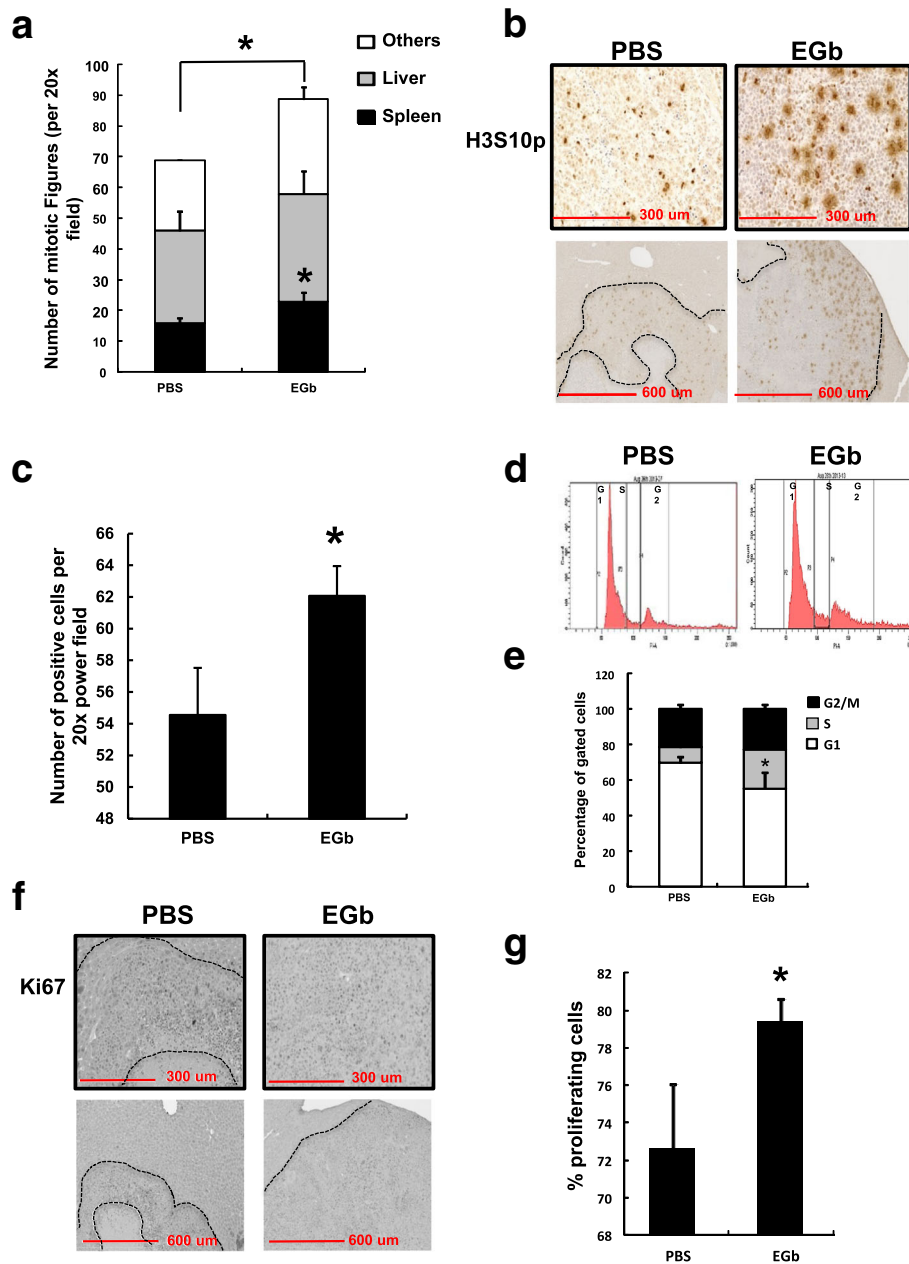 a
*
Others
Liver
Spleen
Number of mitotic Figures (per 20x
field)
100
90
80
70
60
50
40
30
20
10
0
*
PBS
EGb
b
PBS
EGb
H3S10p
300 um
300 um
600 um
600 um
c
Number of positive cells per
20x power field
66
64
62
60
58
56
54
52
50
48
*
PBS
EGb
d
PBS
EGb
G
1
S
G
2
G
1
S
G
2
e
Percentage of gated cells
120
100
80
60
40
20
0
*
G2/M
S
G1
PBS
EGb
f
PBS
EGb
Ki67
300 um
300 um
600 um
600 um
g
% proliferating cells
82
80
78
76
74
72
70
68
*
PBS
EGb